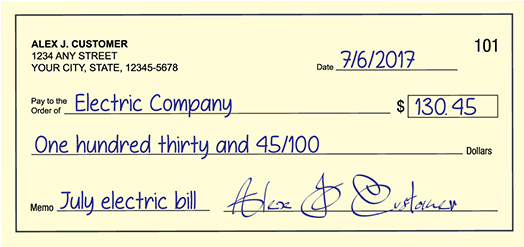 ALEX J. CUSTOMER
1234 ANY STREET
YOUR CITY, STATE, 12345-5678
101
Date 7/6/2017
Pay to the Order of Electric Company $ 130.45
One hundred thirty and 45/100 Dollars
Memo July electric bill Alex J Customer